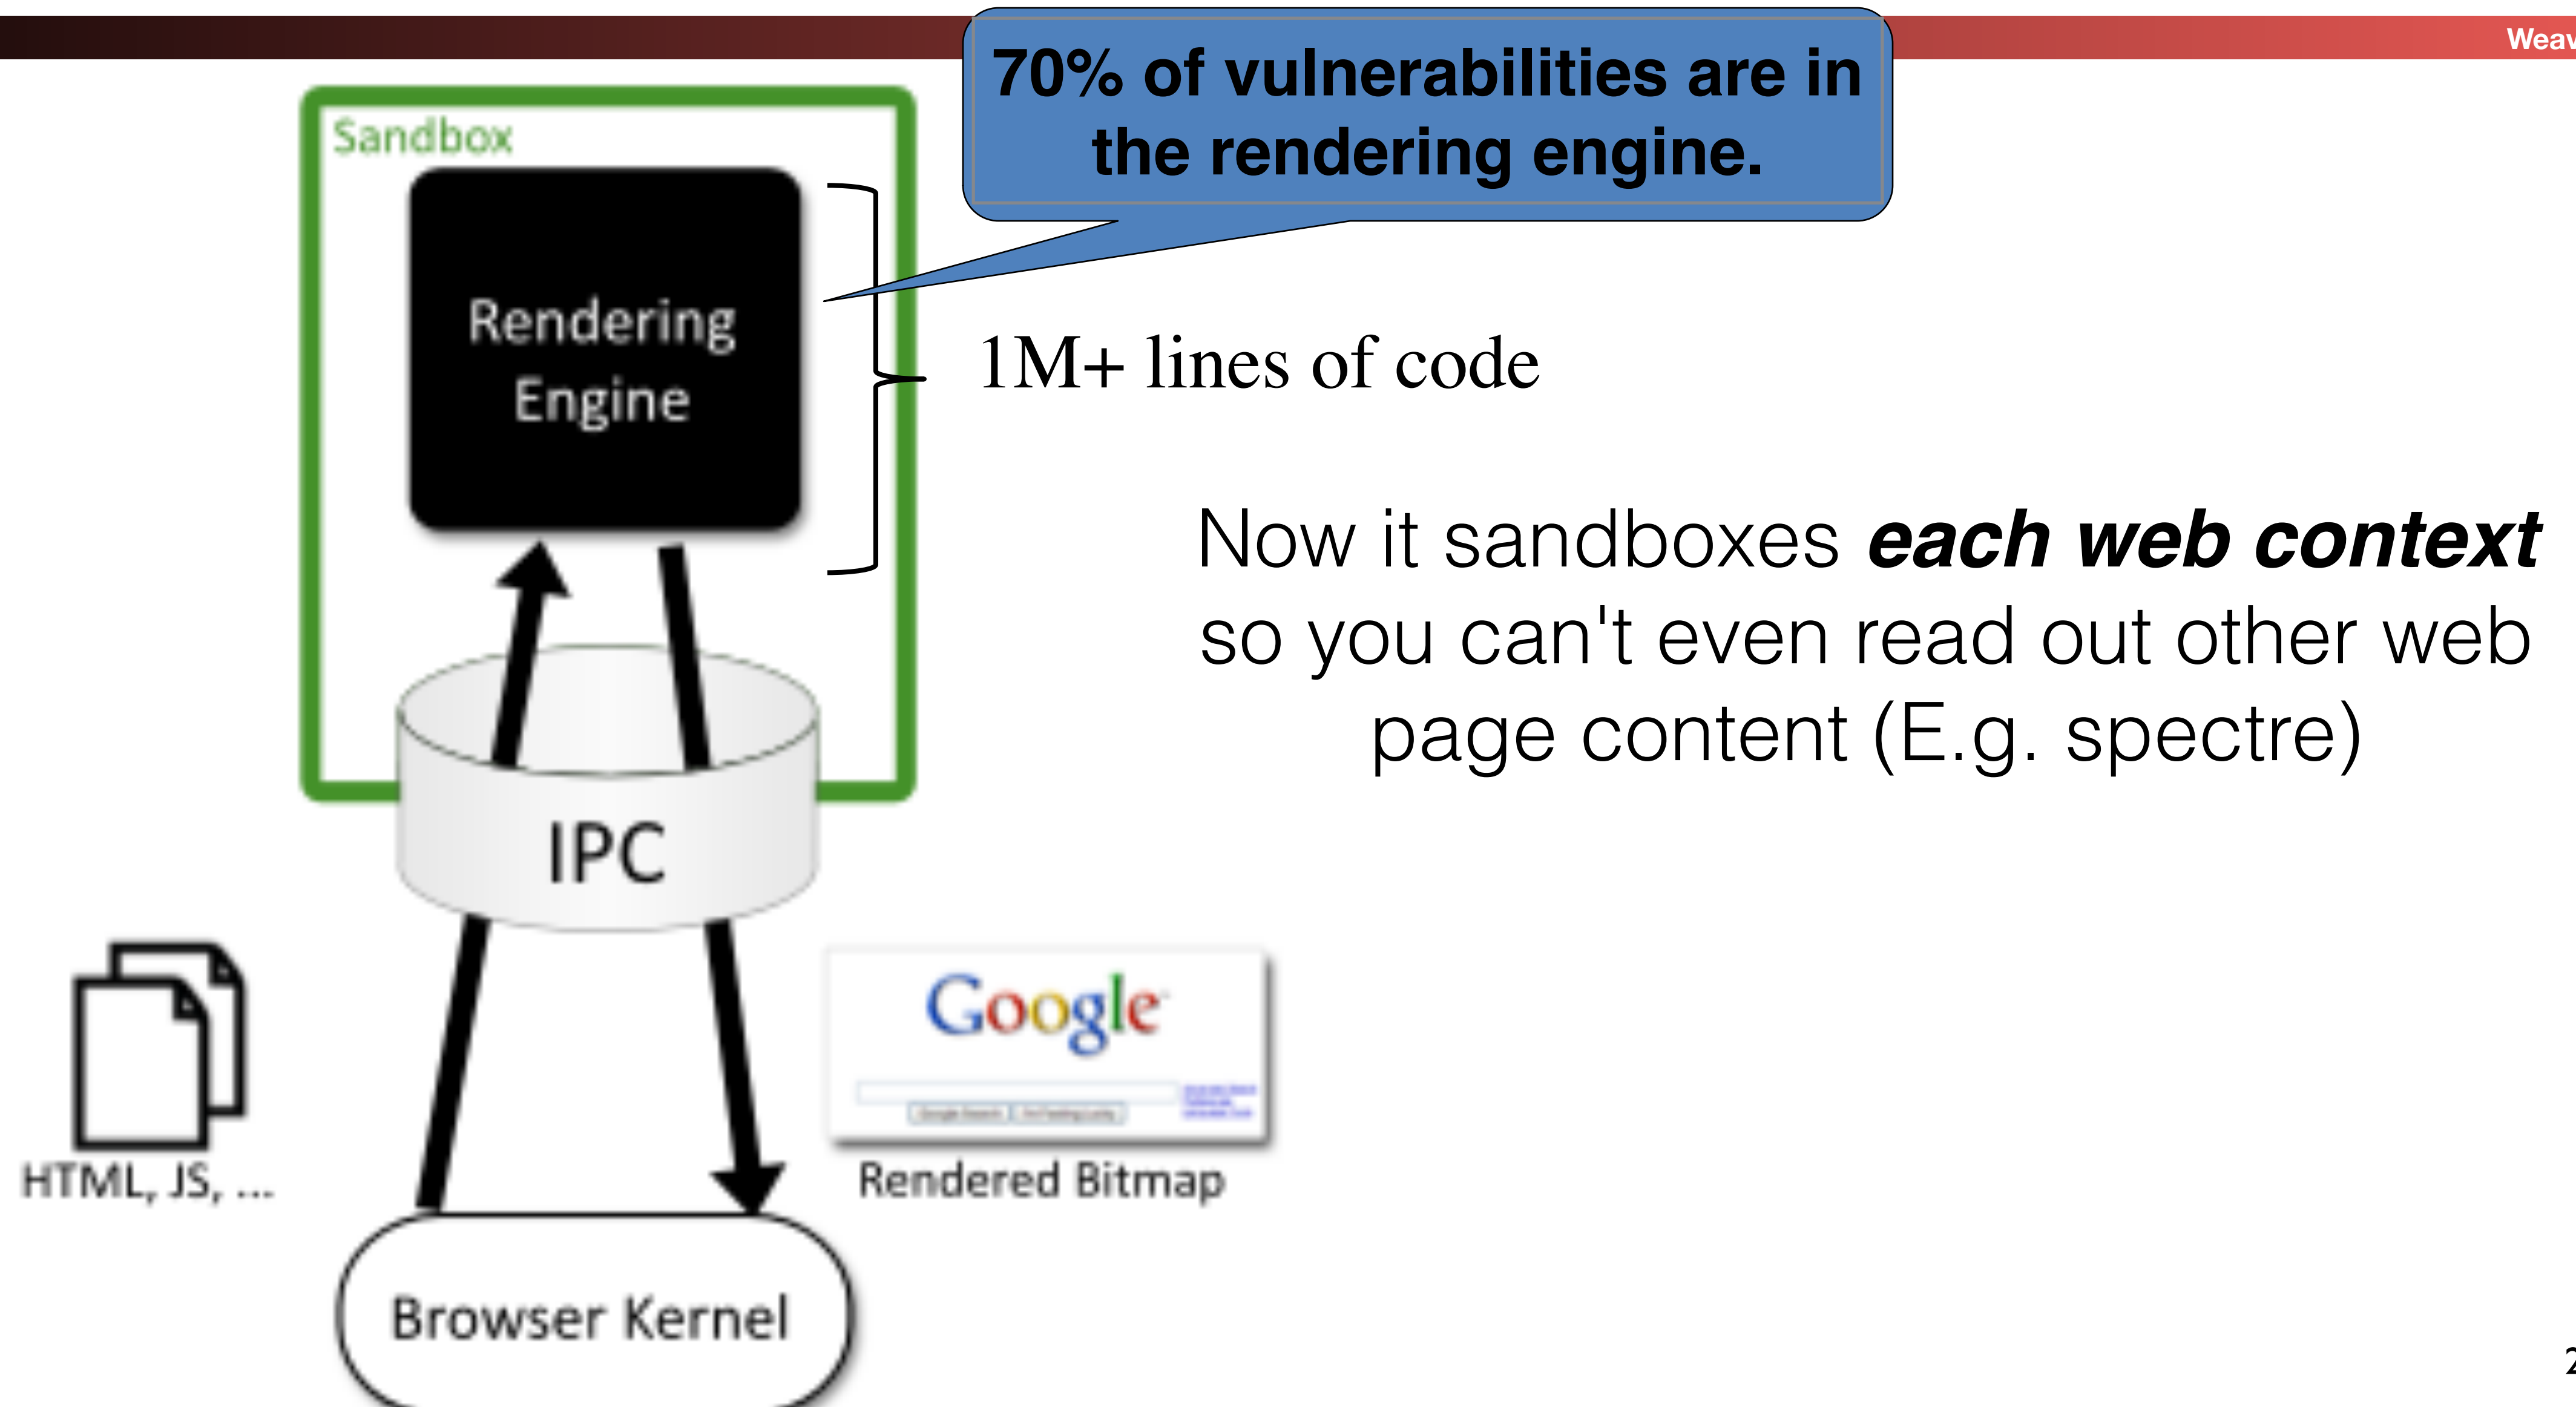 Weav
70% of vulnerabilities are in
the rendering engine.
Sandbox
Rendering
Engine
1M+ lines of code
Now it sandboxes each web context
so you can't even read out other web
page content (E.g. spectre)
IPC
Google
HTML, JS, ...
Rendered Bitmap
Browser Kernel
2